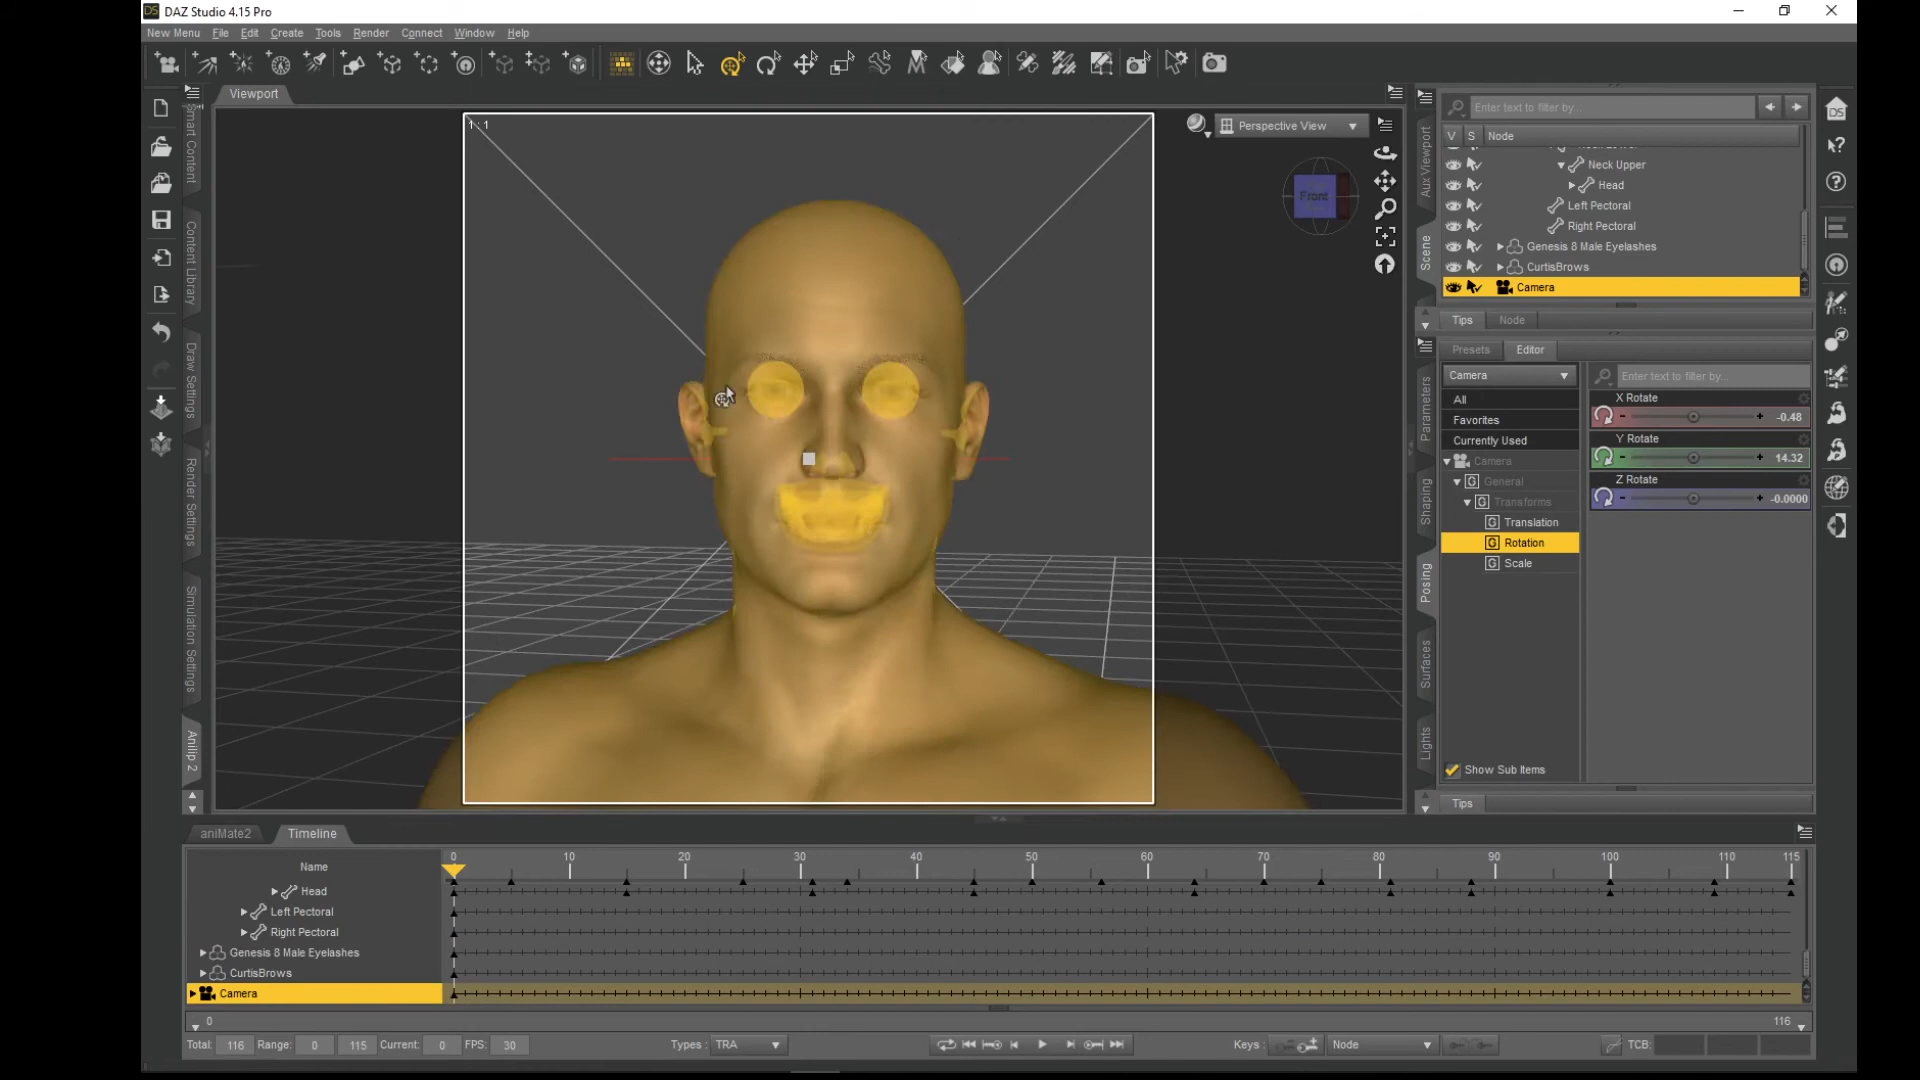 DAZ Studio 4.15 Pro
New Menu File Edit Create Tools Render Connect Window Help
Viewport
1 : 1
Perspective View
Front
Smart Content
Content Library
Draw Settings
Render Settings
Simulation Settings
Anilip 2
Aux Viewport
Scene
Enter text to filter by...
V S Node
Neck Upper
Head
Left Pectoral
Right Pectoral
Genesis 8 Male Eyelashes
CurtisBrows
Camera
Tips Node
Parameters
Shaping
Posing
Surfaces
Lights
Presets Editor
Camera
Enter text to filter by...
All
Favorites
Currently Used
Camera
General
Transforms
Translation
Rotation
Scale
X Rotate
-0.48
Y Rotate
14.32
Z Rotate
-0.0000
Show Sub Items
Tips
aniMate2 Timeline
Name
0 10 20 30 40 50 60 70 80 90 100 110 115
Head
Left Pectoral
Right Pectoral
Genesis 8 Male Eyelashes
CurtisBrows
Camera
0 116
Total: 116 Range: 0 115 Current: 0 FPS: 30 Types: TRA Keys: Node TCB: